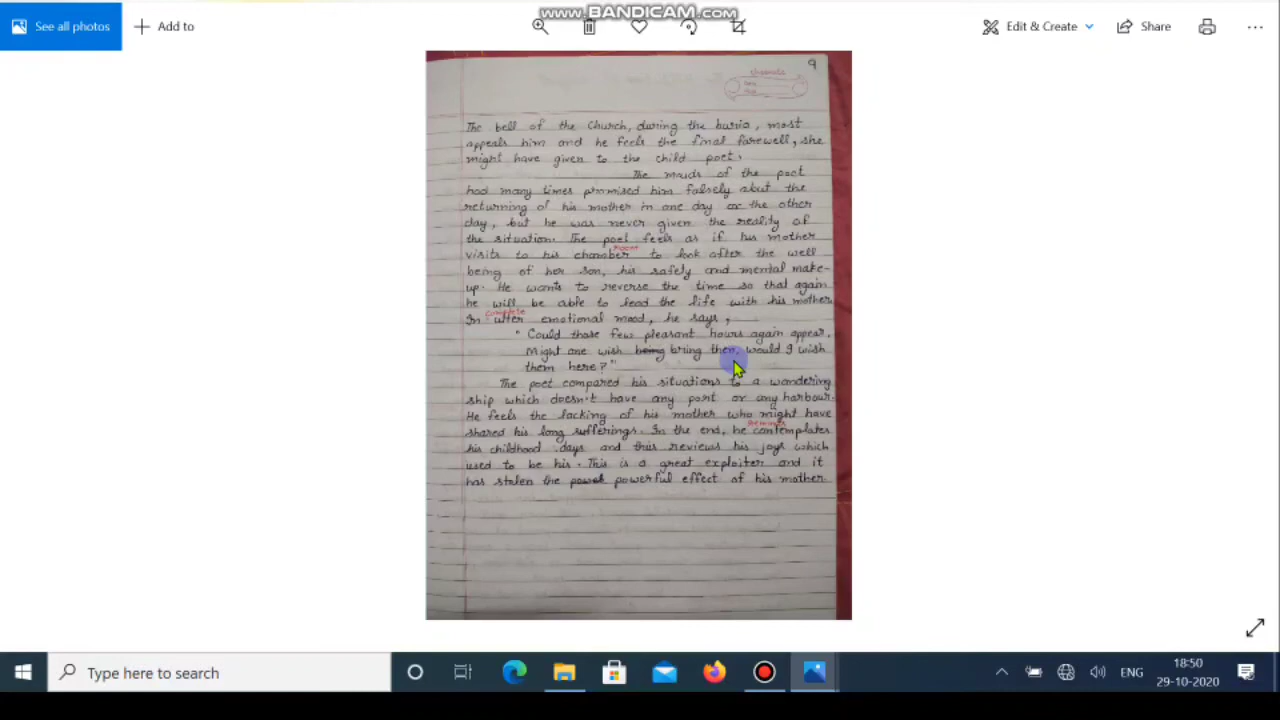 www.BANDICAM.com
See all photos
Add to
Edit & Create
Share
9
The bell of the Church, during the buria, most
appeals him and he feels the final farewell, she
might have given to the child poet.
The maids of the poet
had many times promised him falsely abut the
returning of his mother in one day or the other
day, but he was never given the reality of
the situation. The poet feels as if his mother
room
visits to his chamber to look after the well
being of her son, his safety and mental make-
up. He wants to reverse the time so that again
he will be able to lead the life with his mother.
complete
In utter emotional mood, he says,
"Could those few pleasant hours again appear.
Might one wish being bring then, would I wish
them here?"
The poet compared his situations to a wondering
ship which doesn't have any port or any harbour.
He feels the lacking of his mother who might have
shared his long sufferings. In the end, he contemplates
his childhood days and thus reviews his joys which
used to be his. This is a great exploiter and it
has stolen the powel powerful effect of his mother.
Type here to search
ENG
18:50
29-10-2020